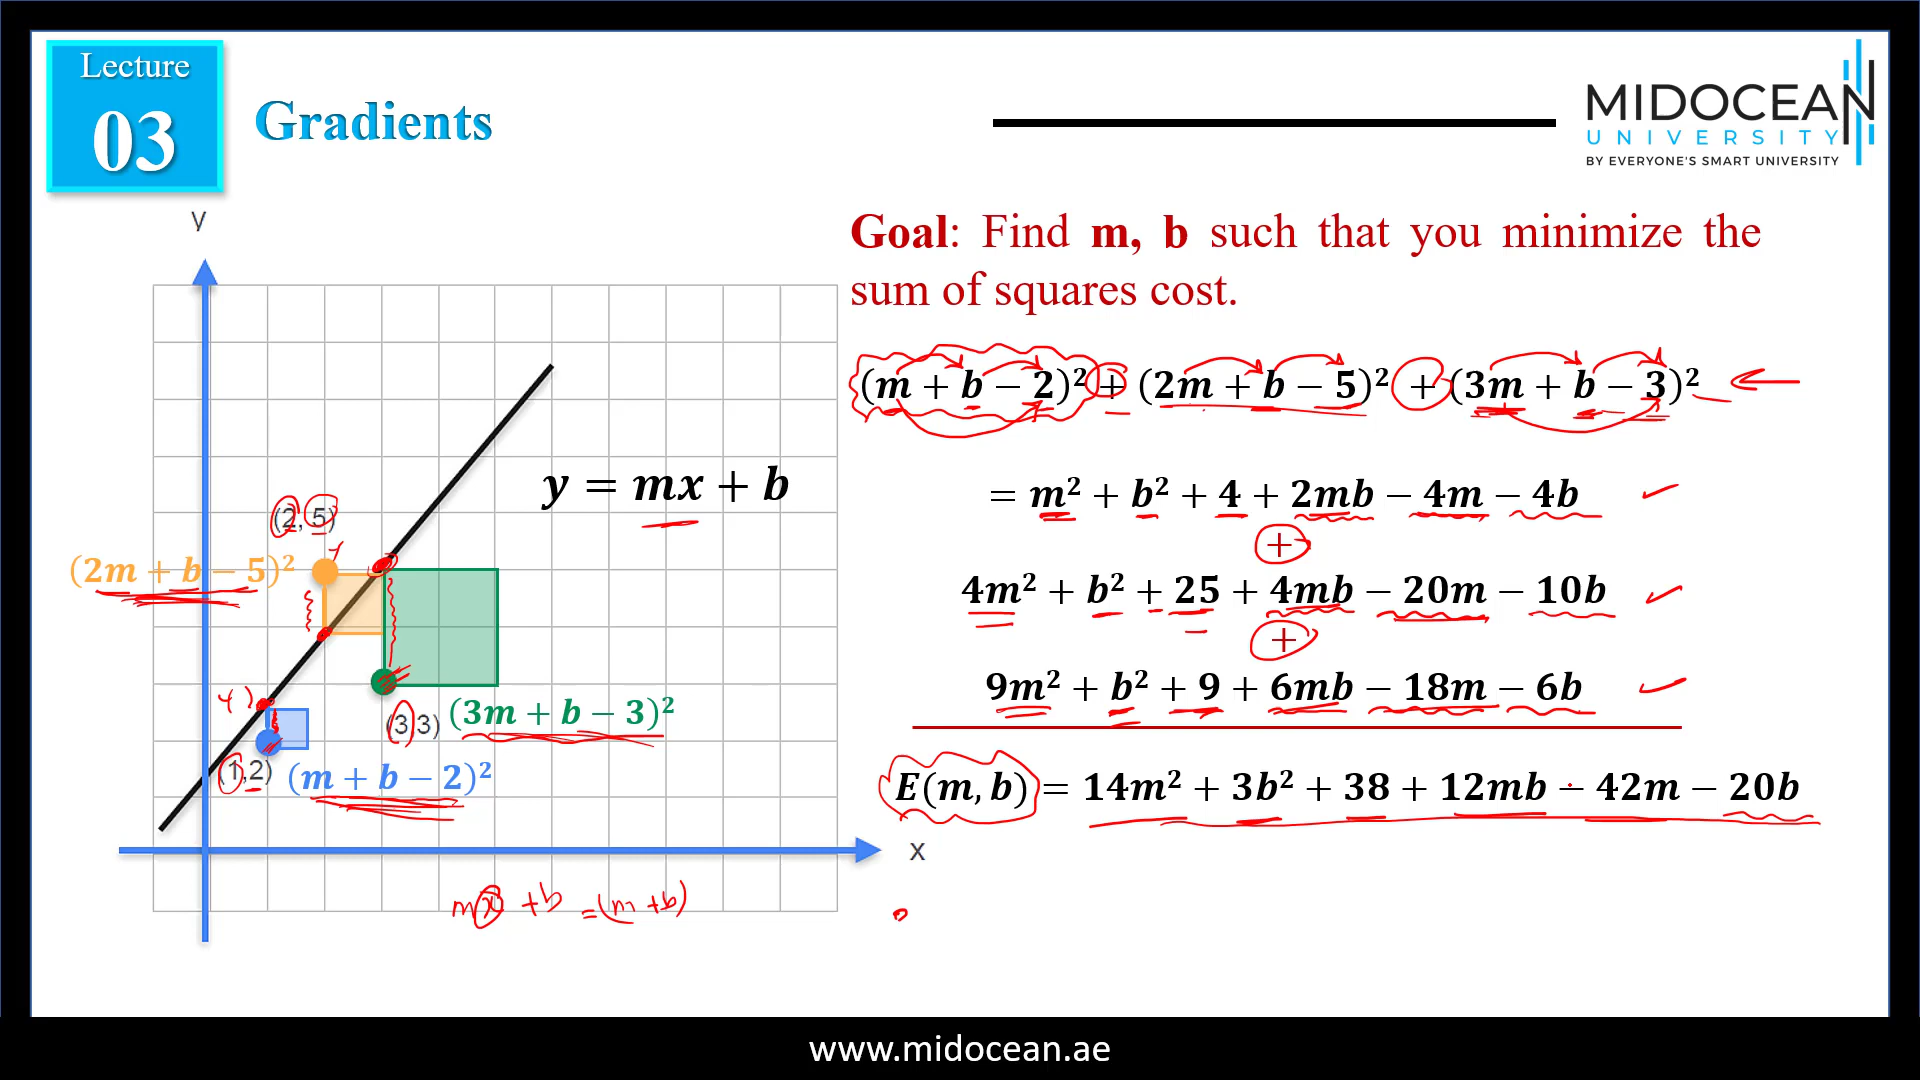 Lecture
03
Gradients
MIDOCEAN
UNIVERSITY
BY EVERYONE'S SMART UNIVERSITY
y
Goal: Find m, b such that you minimize the
sum of squares cost.
(m + b − 2)² + (2m + b − 5)² + (3m + b − 3)²
y = mx + b
= m² + b² + 4 + 2mb − 4m − 4b
(2, 5)
+
(2m + b − 5)²
4m² + b² + 25 + 4mb − 20m − 10b
+
9m² + b² + 9 + 6mb − 18m − 6b
(3,3)
(3m + b − 3)²
(1,2)
(m + b − 2)²
E(m, b) = 14m² + 3b² + 38 + 12mb − 42m − 20b
x
mx + b = (m + b)
www.midocean.ae